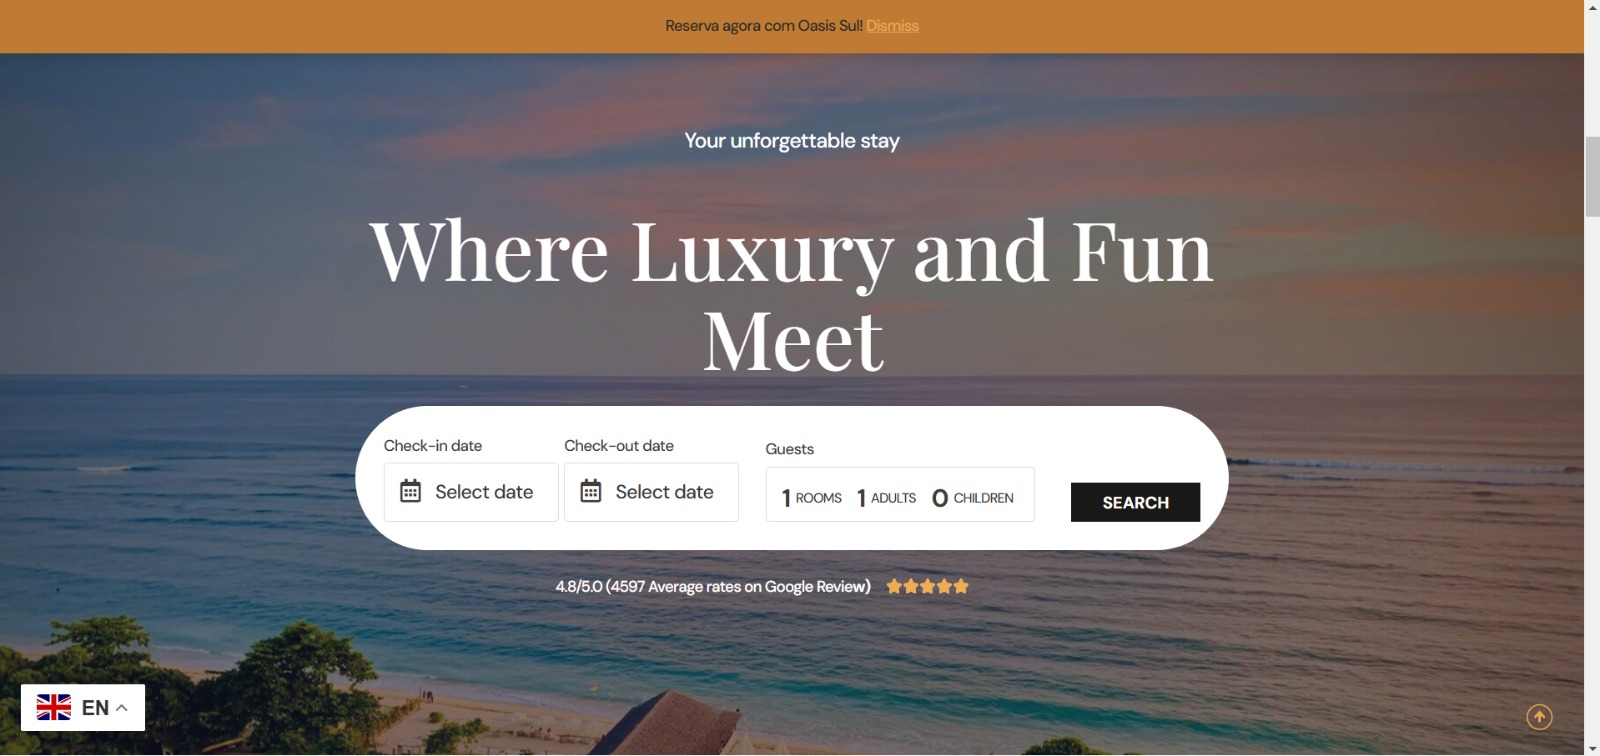 Reserva agora com Oasis Sul! Dismiss
Your unforgettable stay
Where Luxury and Fun
Meet
Check-in date
Check-out date
Guests
Select date
Select date
1 ROOMS 1 ADULTS 0 CHILDREN
SEARCH
4.8/5.0 (4597 Average rates on Google Review)
EN